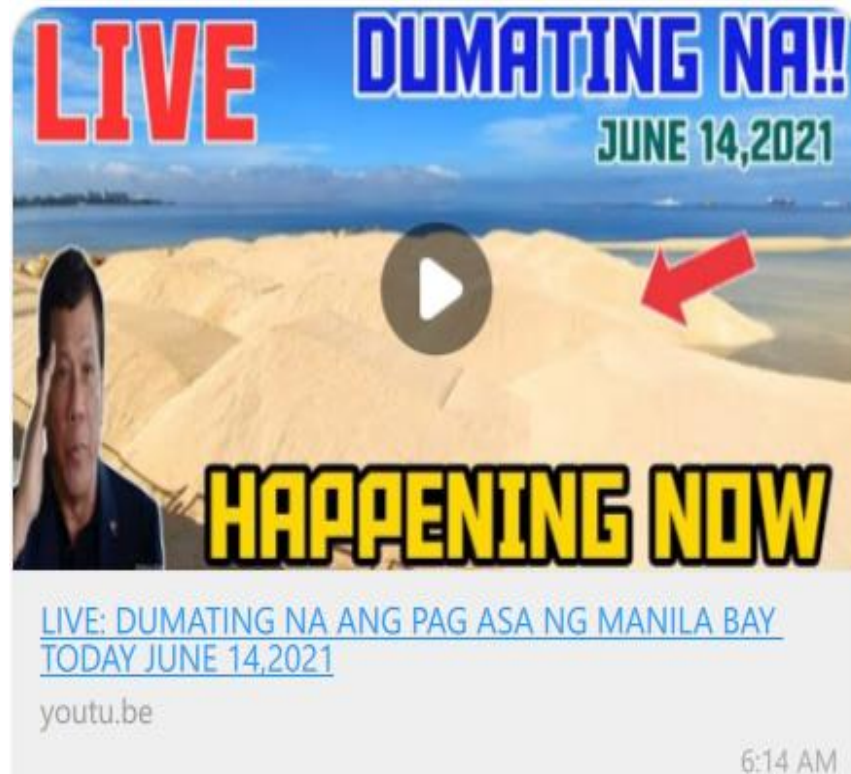 LIVE
DUMATING NA!!
JUNE 14,2021
HAPPENING NOW
LIVE: DUMATING NA ANG PAG ASA NG MANILA BAY
TODAY JUNE 14,2021
youtu.be
6:14 AM